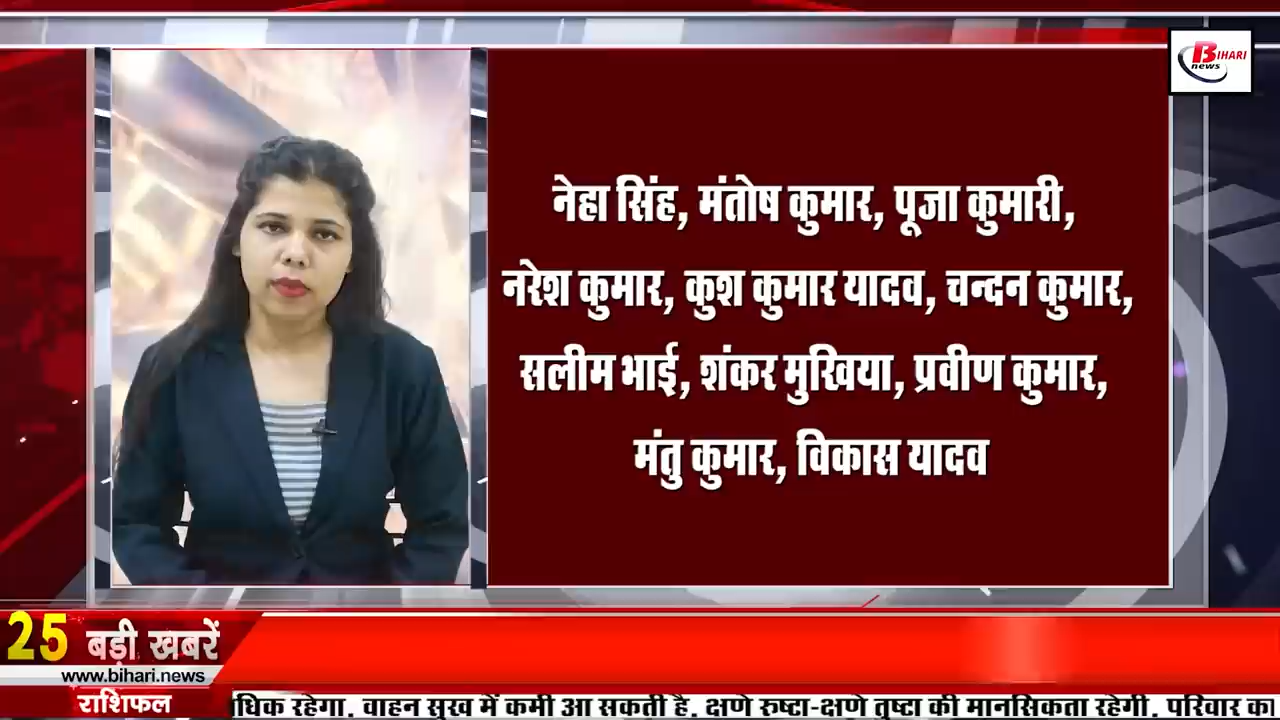 BIHARI
news
नेहा सिंह, मंतोष कुमार, पूजा कुमारी,
नरेश कुमार, कुश कुमार यादव, चन्दन कुमार,
सलीम भाई, शंकर मुखिया, प्रवीण कुमार,
मंतु कुमार, विकास यादव
25 बड़ी खबरें
www.bihari.news
राशिफल
धिक रहेगा. वाहन सुख में कमी आ सकती है. क्षणे रुष्टा-क्षणे तुष्टा की मानसिकता रहेगी. परिवार का